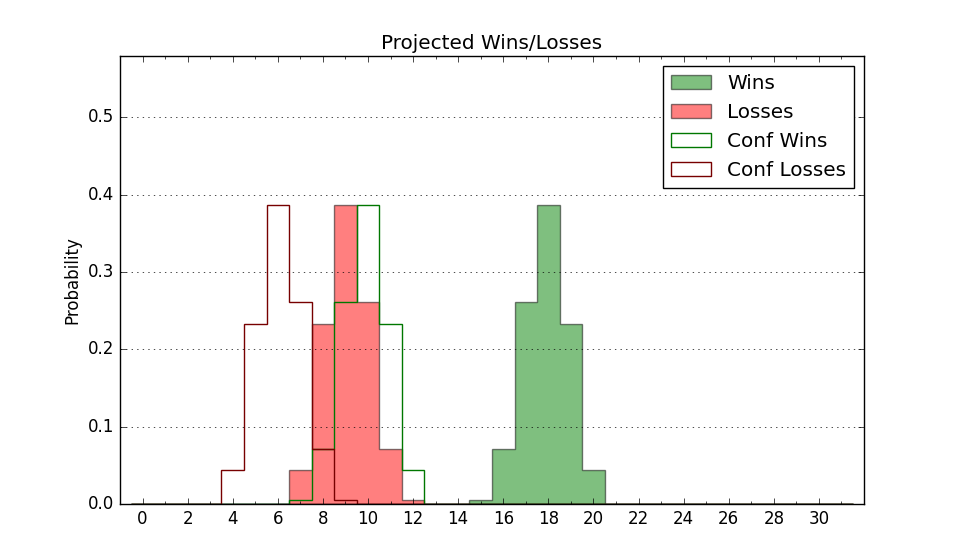 Projected Wins/Losses
Wins
Losses
Conf Wins
Conf Losses
Probability
0.5
0.4
0.3
0.2
0.1
0.0
0 2 4 6 8 10 12 14 16 18 20 22 24 26 28 30